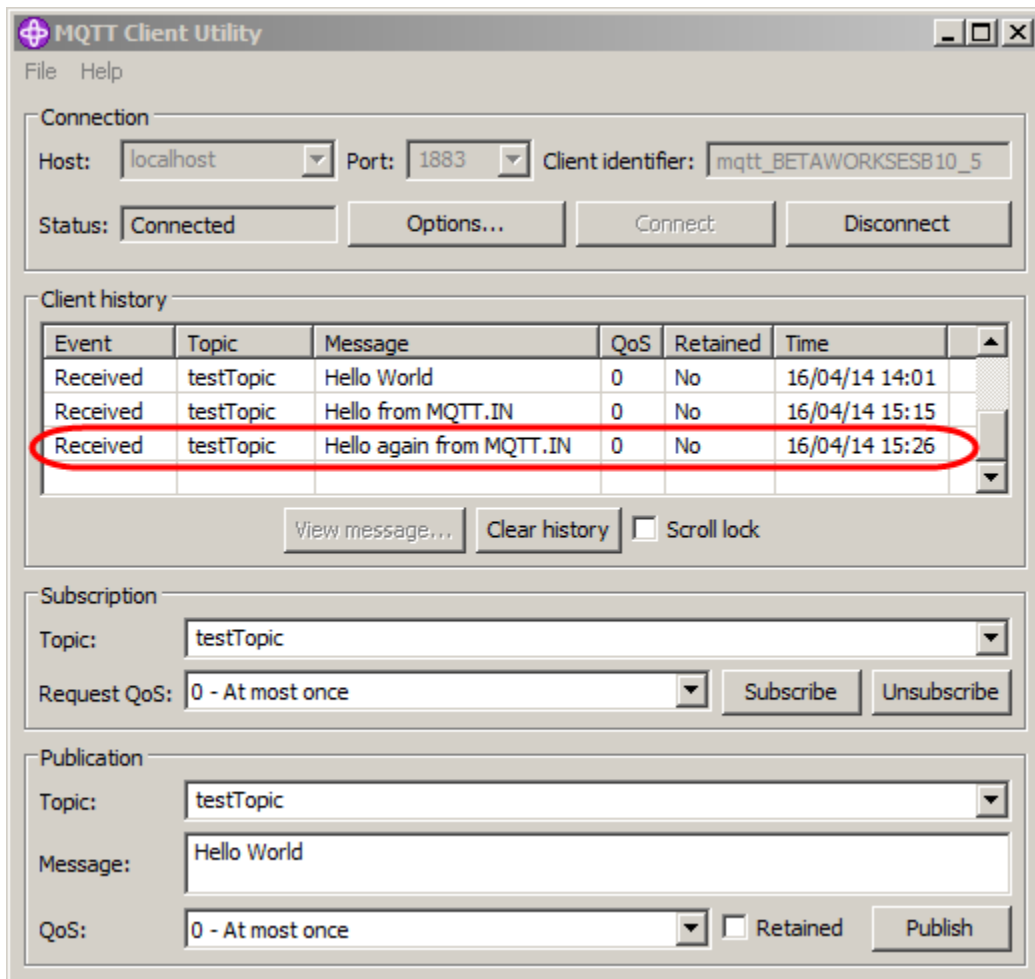 MQTT Client Utility
File Help
Connection
Host: localhost Port: 1883 Client identifier: mqtt_BETAWORKSESB10_5
Status: Connected Options... Connect Disconnect
Client history
Event Topic Message QoS Retained Time
Received testTopic Hello World 0 No 16/04/14 14:01
Received testTopic Hello from MQTT.IN 0 No 16/04/14 15:15
Received testTopic Hello again from MQTT.IN 0 No 16/04/14 15:26
View message... Clear history Scroll lock
Subscription
Topic: testTopic
Request QoS: 0 - At most once Subscribe Unsubscribe
Publication
Topic: testTopic
Message: Hello World
QoS: 0 - At most once Retained Publish